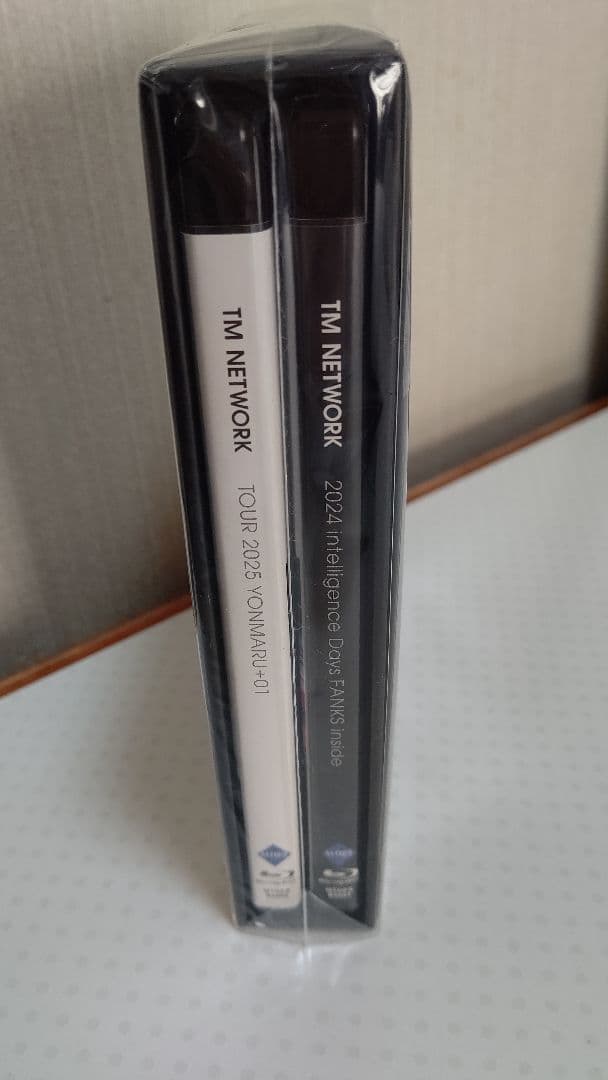 TM NETWORK TOUR 2025 YONMARU+01
TM NETWORK 2024 intelligence Days FANKS inside